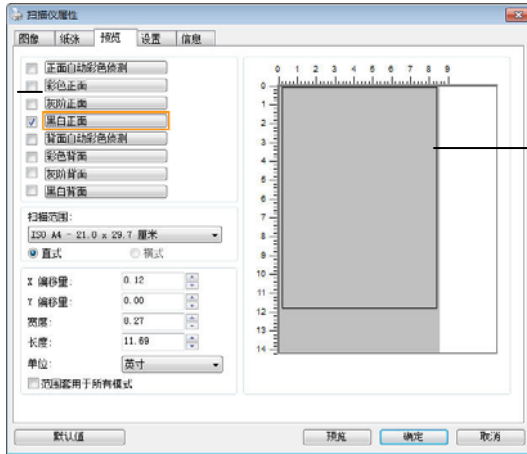 扫描仪属性
图像 纸张 预览 设置 信息
正面自动彩色侦测
彩色正面
灰阶正面
黑白正面
背面自动彩色侦测
彩色背面
灰阶背面
黑白背面
扫描范围:
ISO A4 - 21.0 x 29.7 厘米
直式 横式
X 偏移量: 0.12
Y 偏移量: 0.00
宽度: 8.27
长度: 11.69
单位: 英寸
范围套用于所有模式
0 1 2 3 4 5 6 7 8 9
0
1
2
3
4
5
6
7
8
9
10
11
12
13
14
默认值 预览 确定 取消